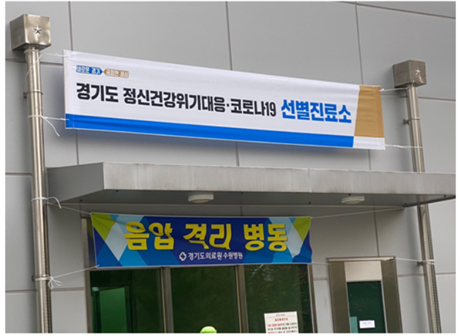 경기도 정신건강위기대응·코로나19 선별진료소
음압 격리 병동
경기도의료원 수원병원